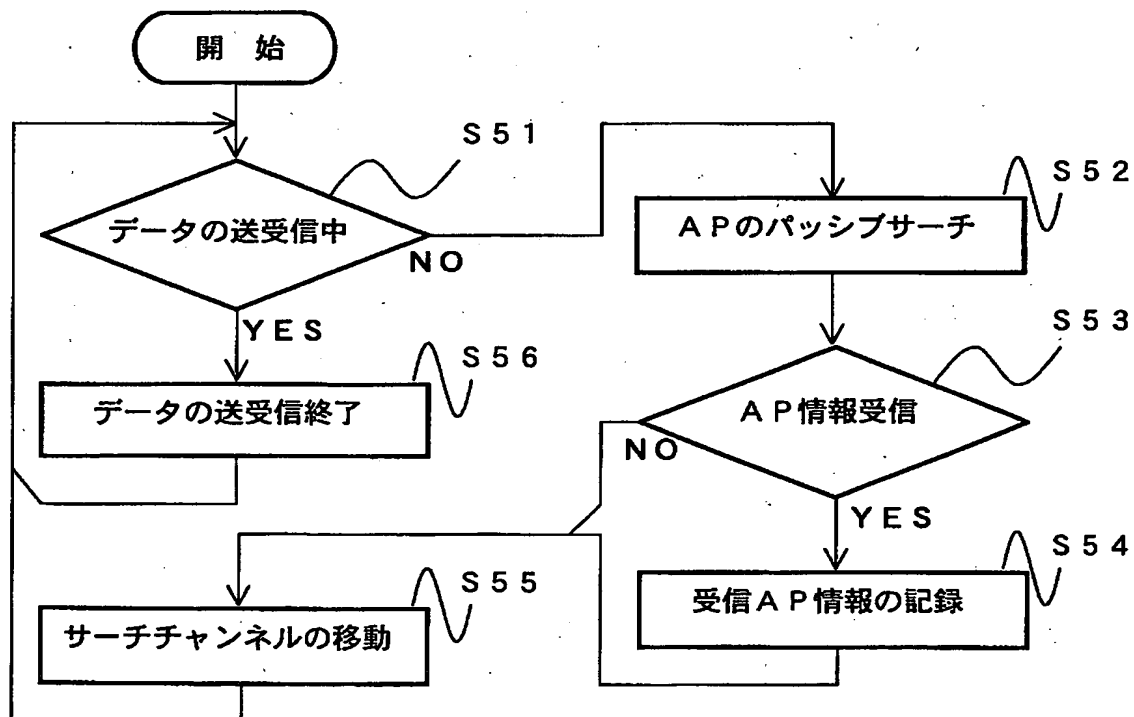 開 始
S51
データの送受信中
NO
YES
S52
APのパッシブサーチ
S53
AP情報受信
NO
YES
S56
データの送受信終了
S54
受信AP情報の記録
S55
サーチチャンネルの移動